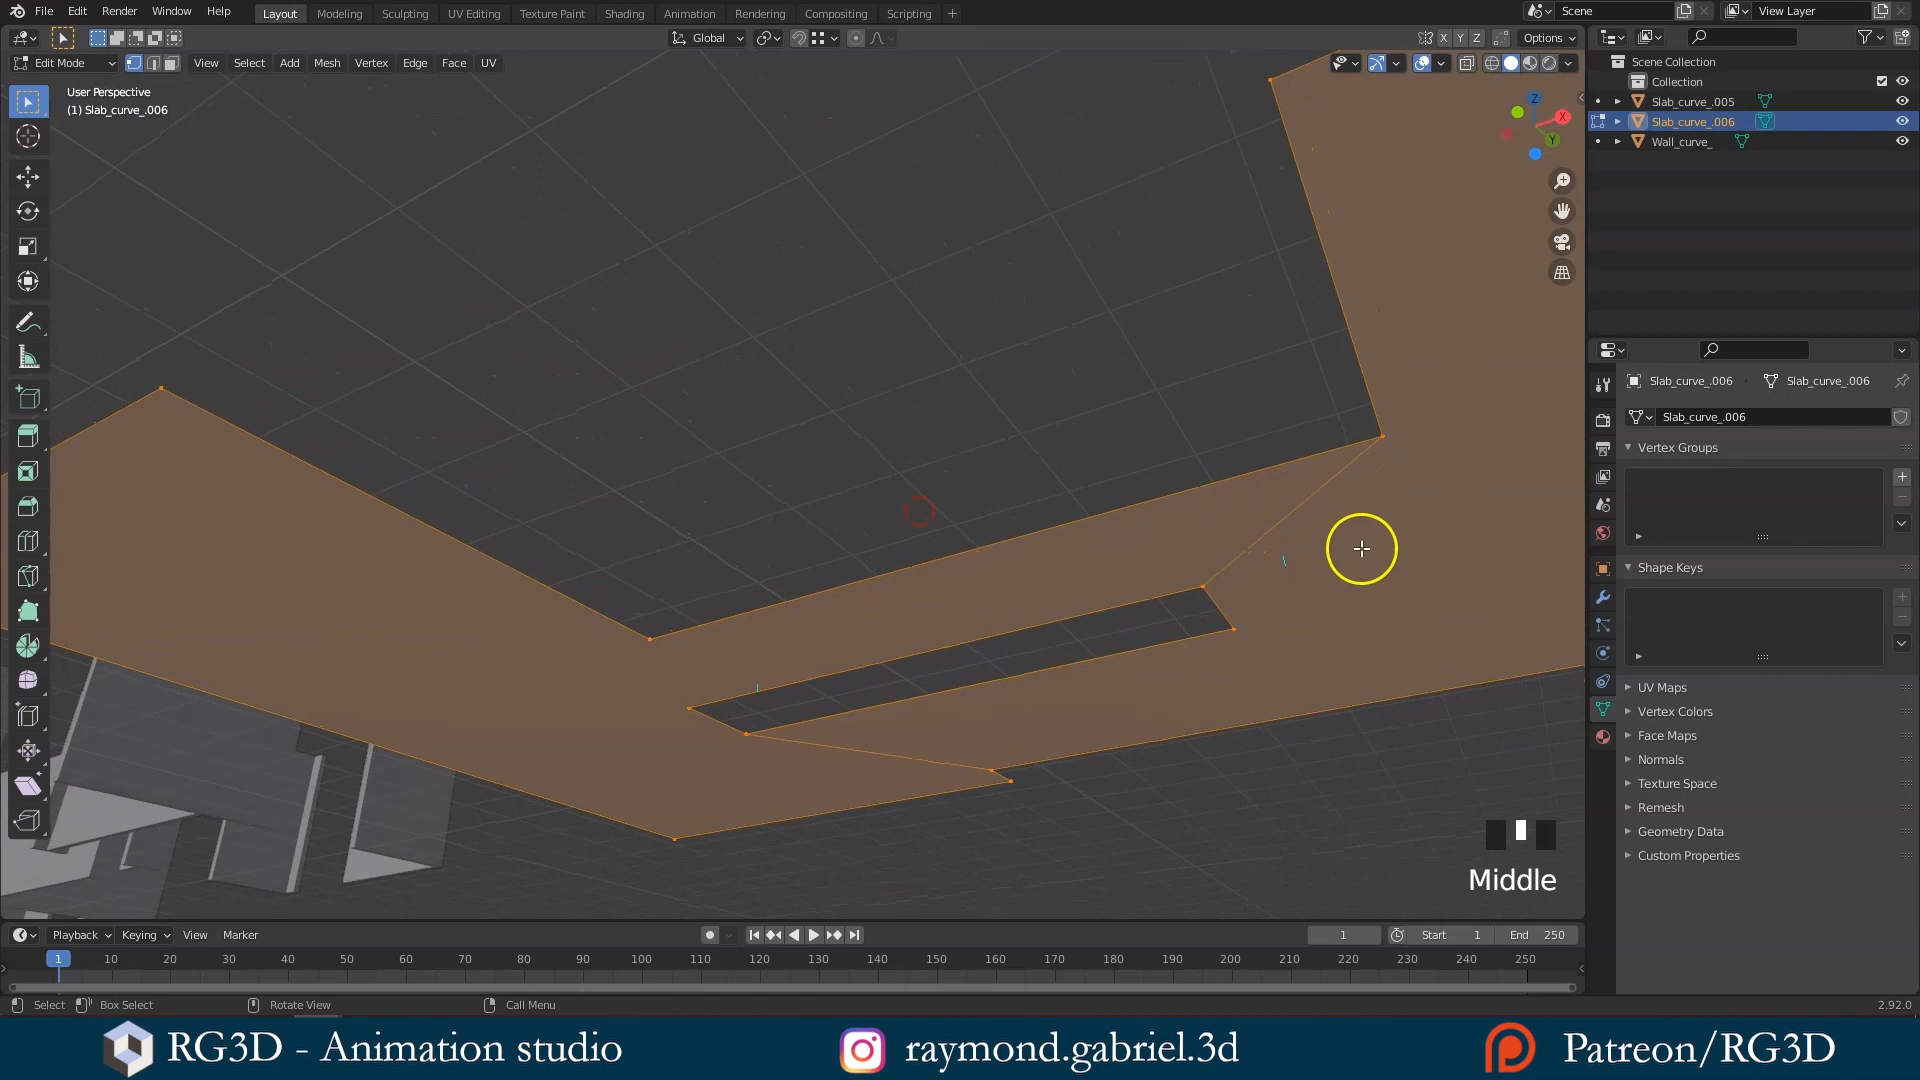 File Edit Render Window Help Layout Modeling Sculpting UV Editing Texture Paint Shading Animation Rendering Compositing Scripting + Scene View Layer
Global X Y Z Options
Edit Mode View Select Add Mesh Vertex Edge Face UV
User Perspective
(1) Slab_curve_.006
Z
X
Y
Scene Collection
Collection
Slab_curve_.005
Slab_curve_.006
Wall_curve_
Slab_curve_.006 Slab_curve_.006
Slab_curve_.006
Vertex Groups
Shape Keys
UV Maps
Vertex Colors
Face Maps
Normals
Texture Space
Remesh
Geometry Data
Custom Properties
Middle
Playback Keying View Marker 1 Start 1 End 250
1 10 20 30 40 50 60 70 80 90 100 110 120 130 140 150 160 170 180 190 200 210 220 230 240 250
Select Box Select Rotate View Call Menu 2.92.0
RG3D - Animation studio raymond.gabriel.3d Patreon/RG3D